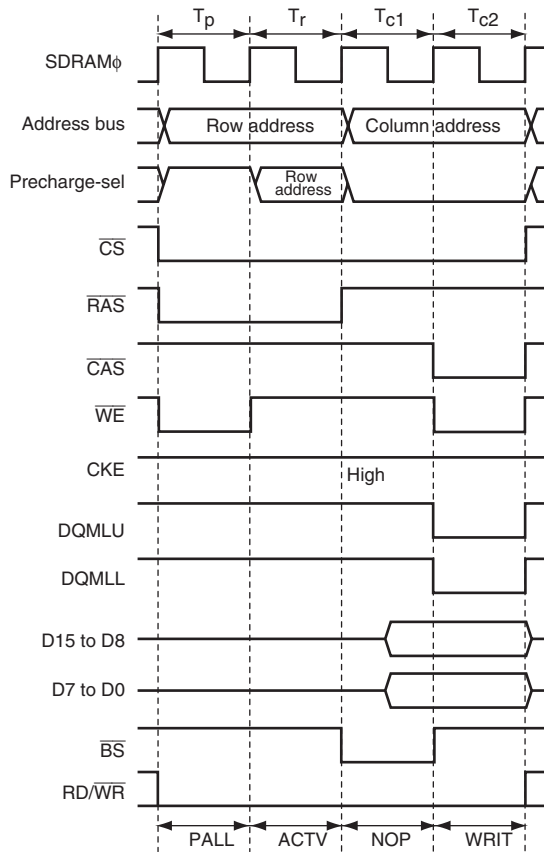 Tp Tr Tc1 Tc2
SDRAMϕ
Address bus Row address Column address
Precharge-sel Row address
CS
RAS
CAS
WE
CKE High
DQMLU
DQMLL
D15 to D8
D7 to D0
BS
RD/WR
PALL ACTV NOP WRIT